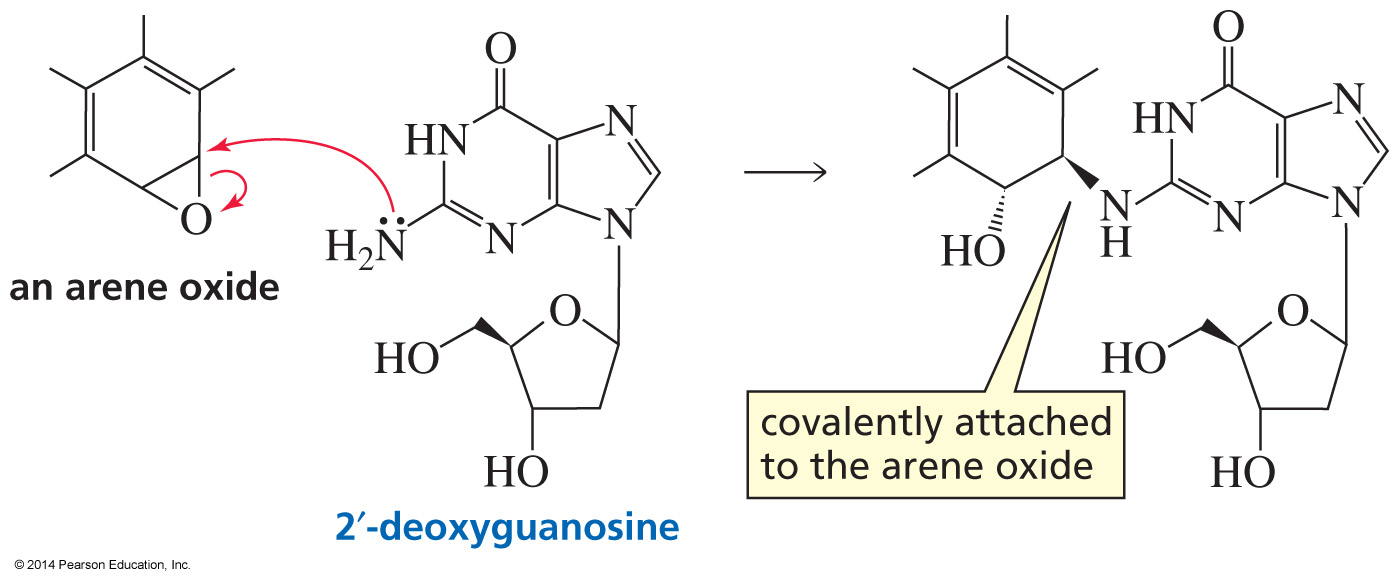 O
an arene oxide
O
HN
H₂N̈
N
N
N
O
HO
HO
2′-deoxyguanosine
HO
O
HN
N
H
N
N
N
O
HO
HO
covalently attached
to the arene oxide
© 2014 Pearson Education, Inc.